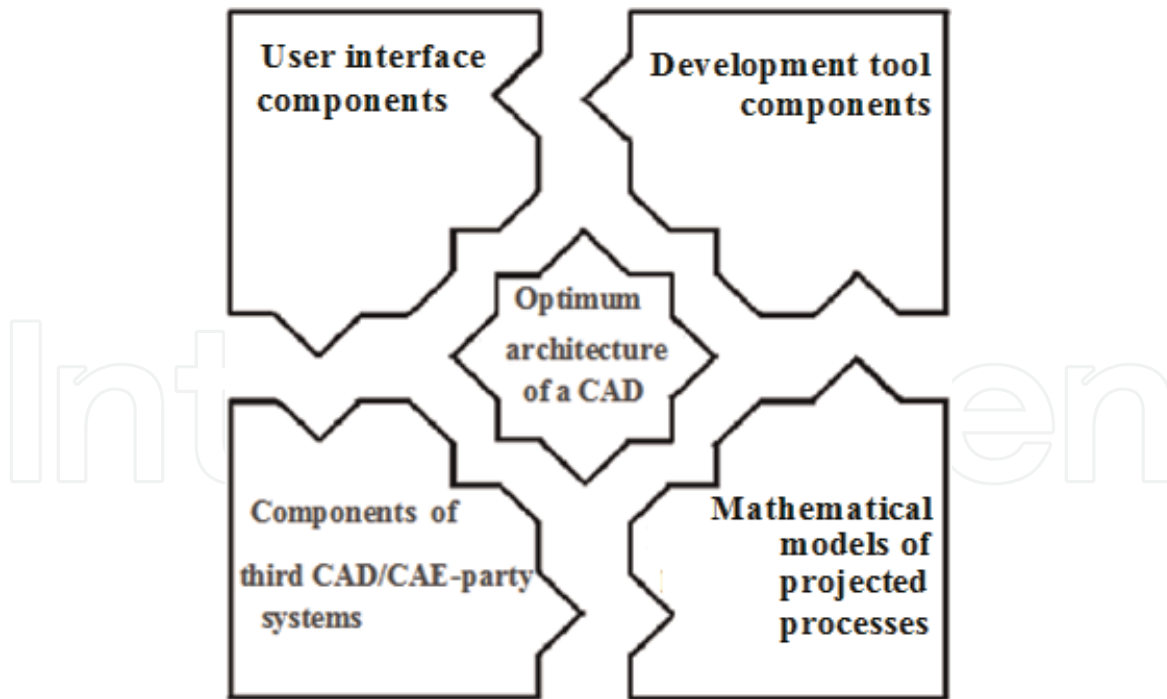 User interface
components
Development tool
components
Optimum
architecture
of a CAD
Components of
third CAD/CAE-party
systems
Mathematical
models of
projected
processes